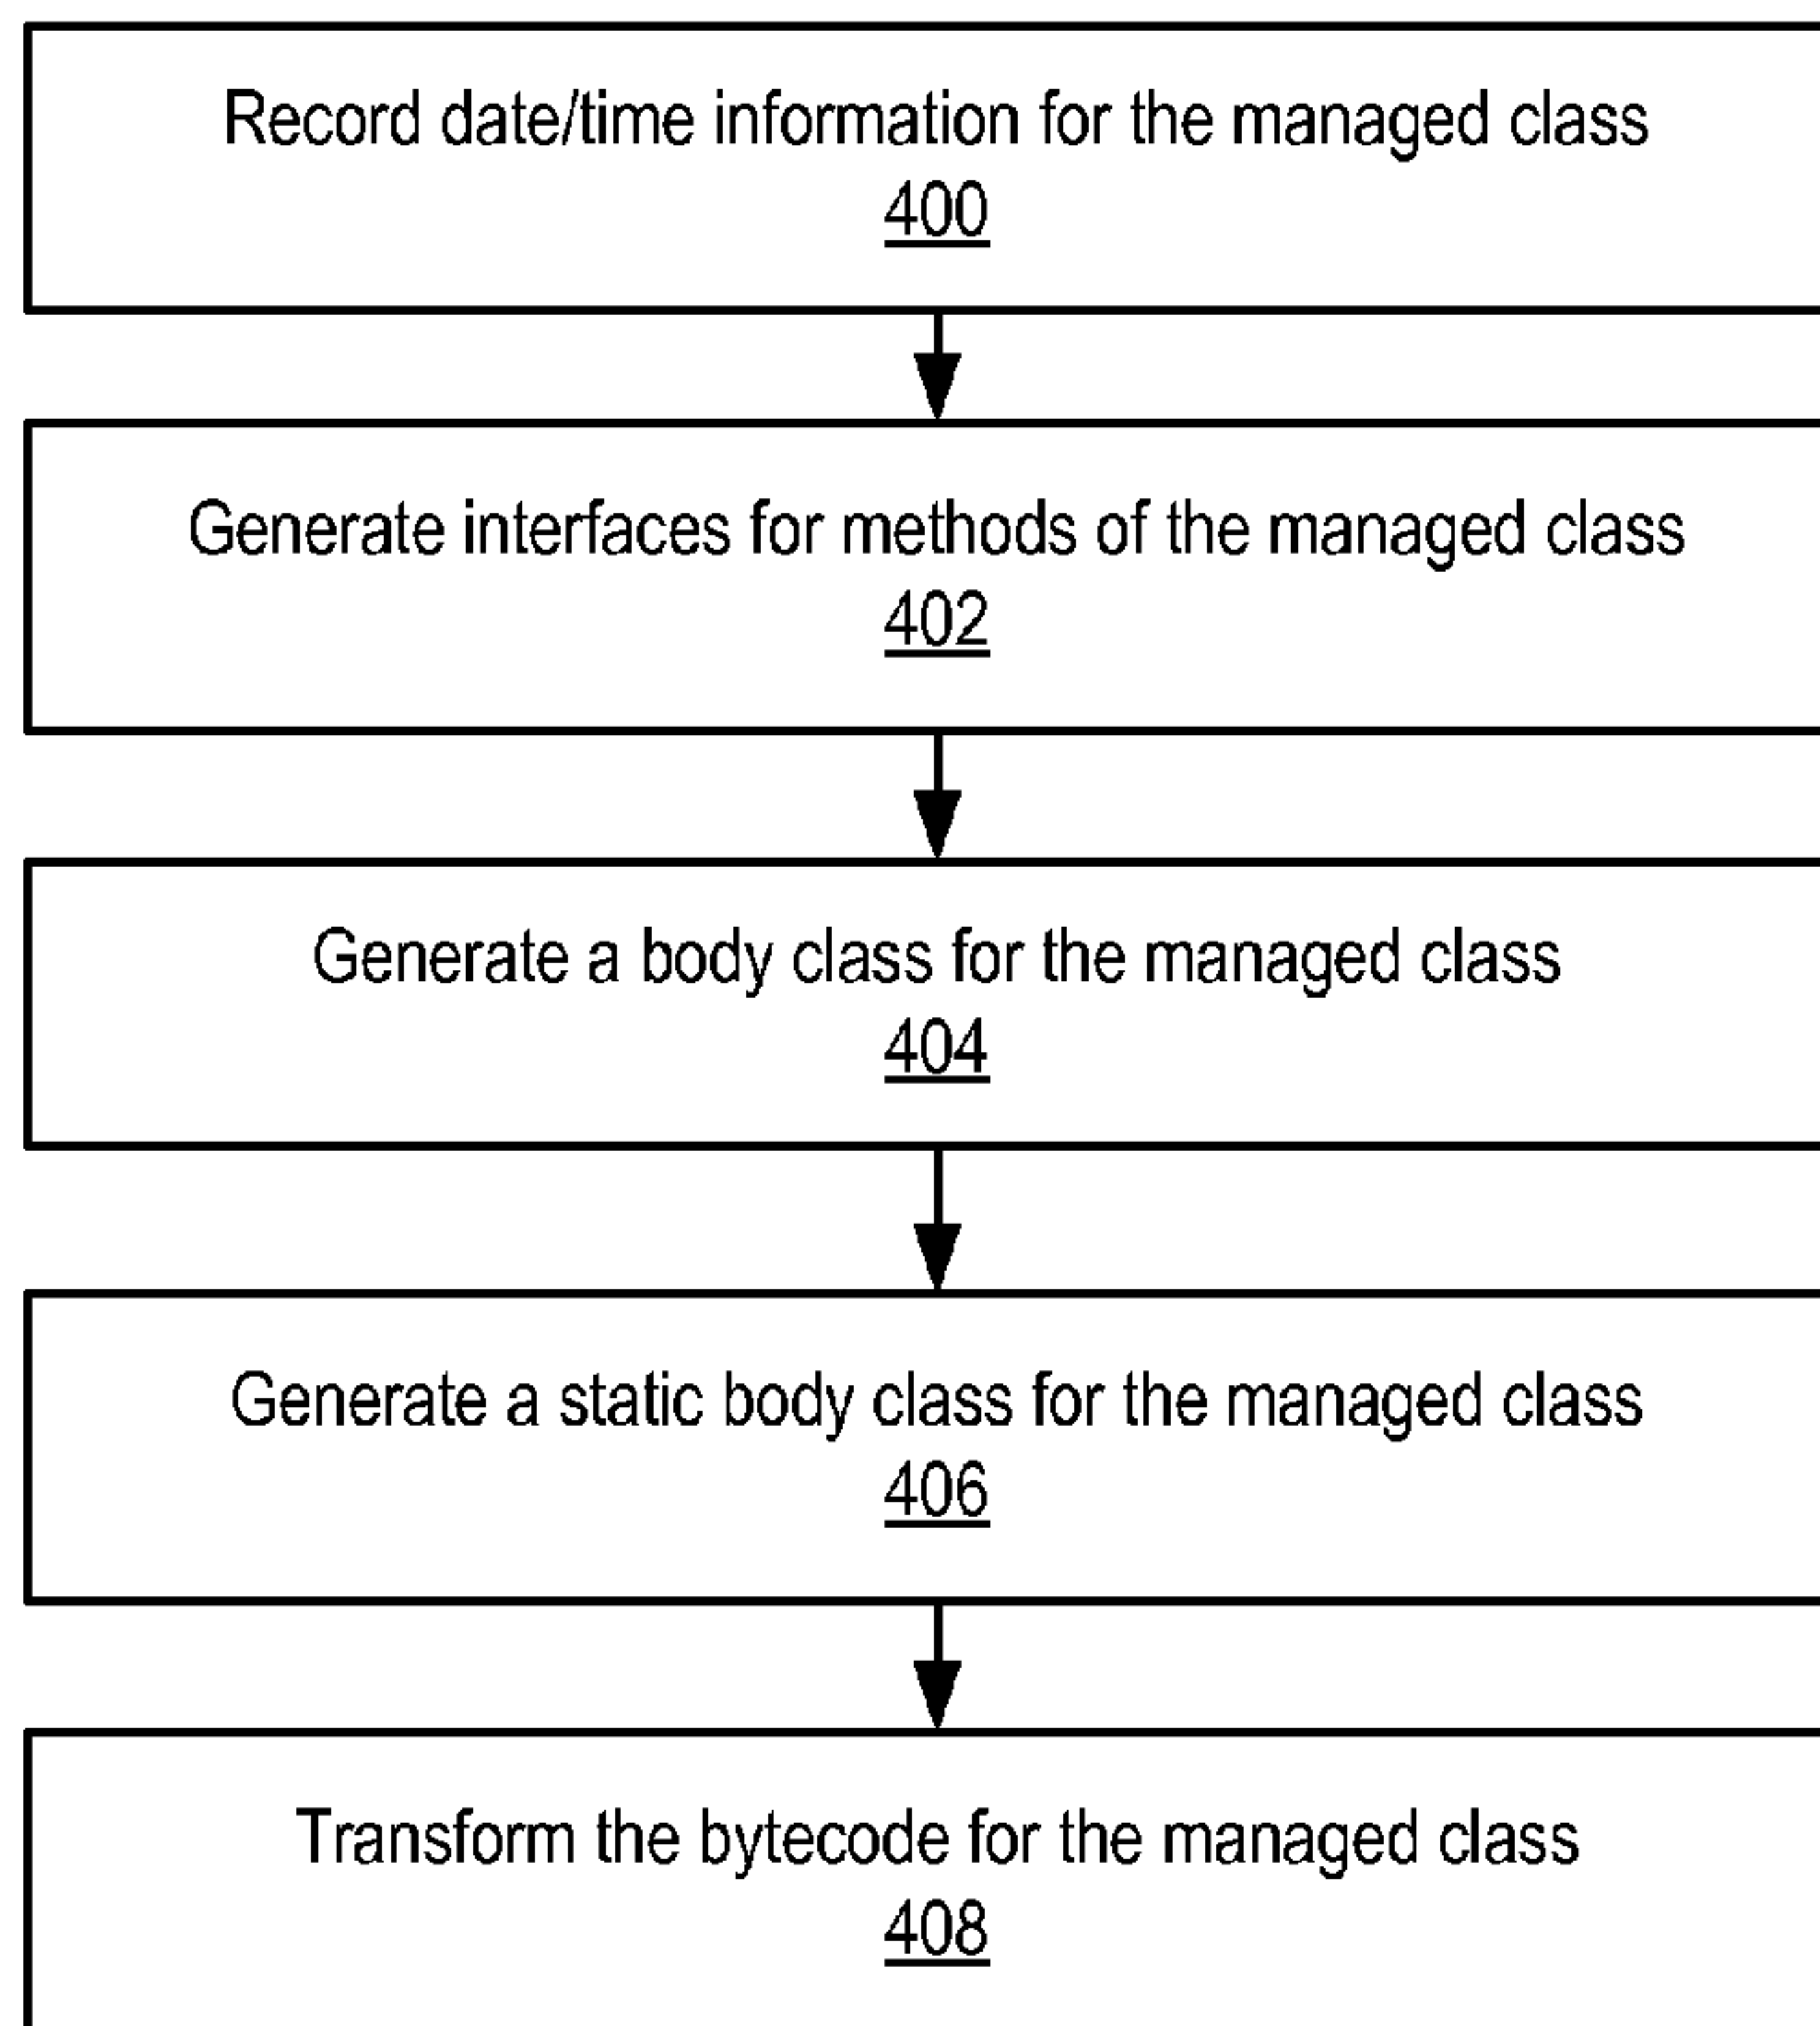 Record date/time information for the managed class
400
Generate interfaces for methods of the managed class
402
Generate a body class for the managed class
404
Generate a static body class for the managed class
406
Transform the bytecode for the managed class
408